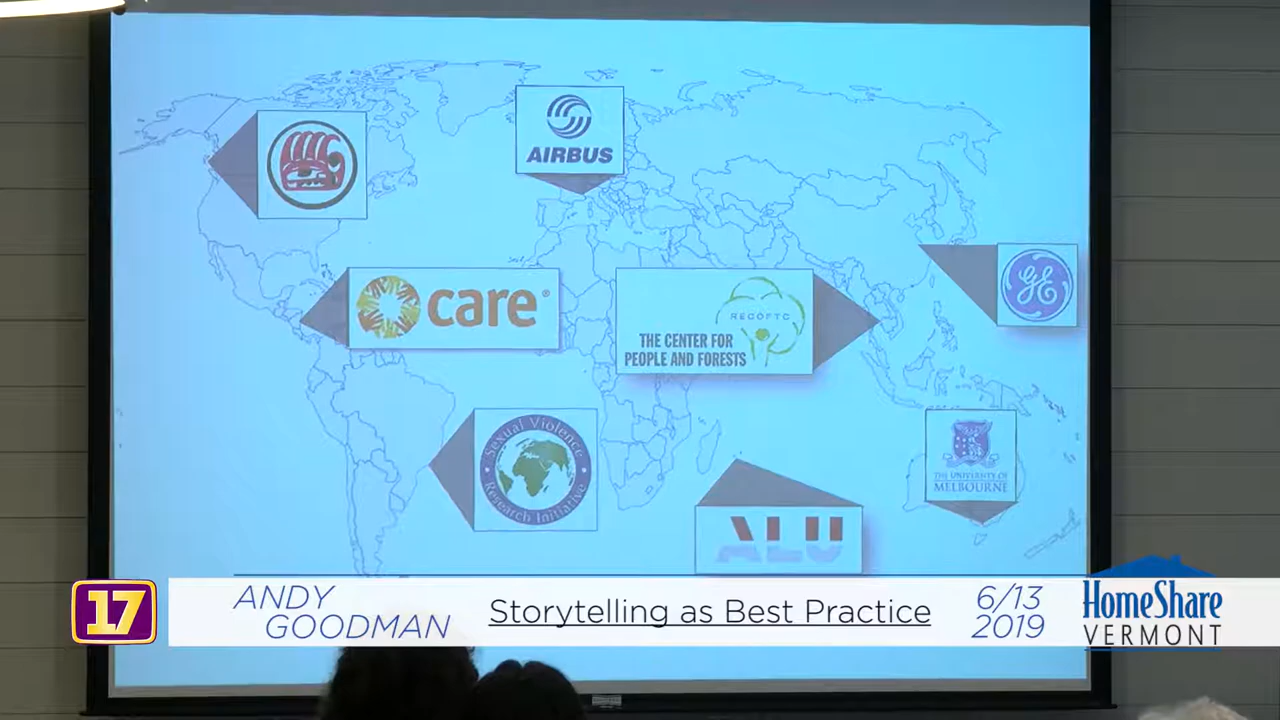 AIRBUS
care®
RECOFTC
THE CENTER FOR
PEOPLE AND FORESTS
GE
Sexual Violence
Research Initiative
THE UNIVERSITY OF
MELBOURNE
ALU
17
ANDY
GOODMAN
Storytelling as Best Practice
6/13
2019
HomeShare
VERMONT